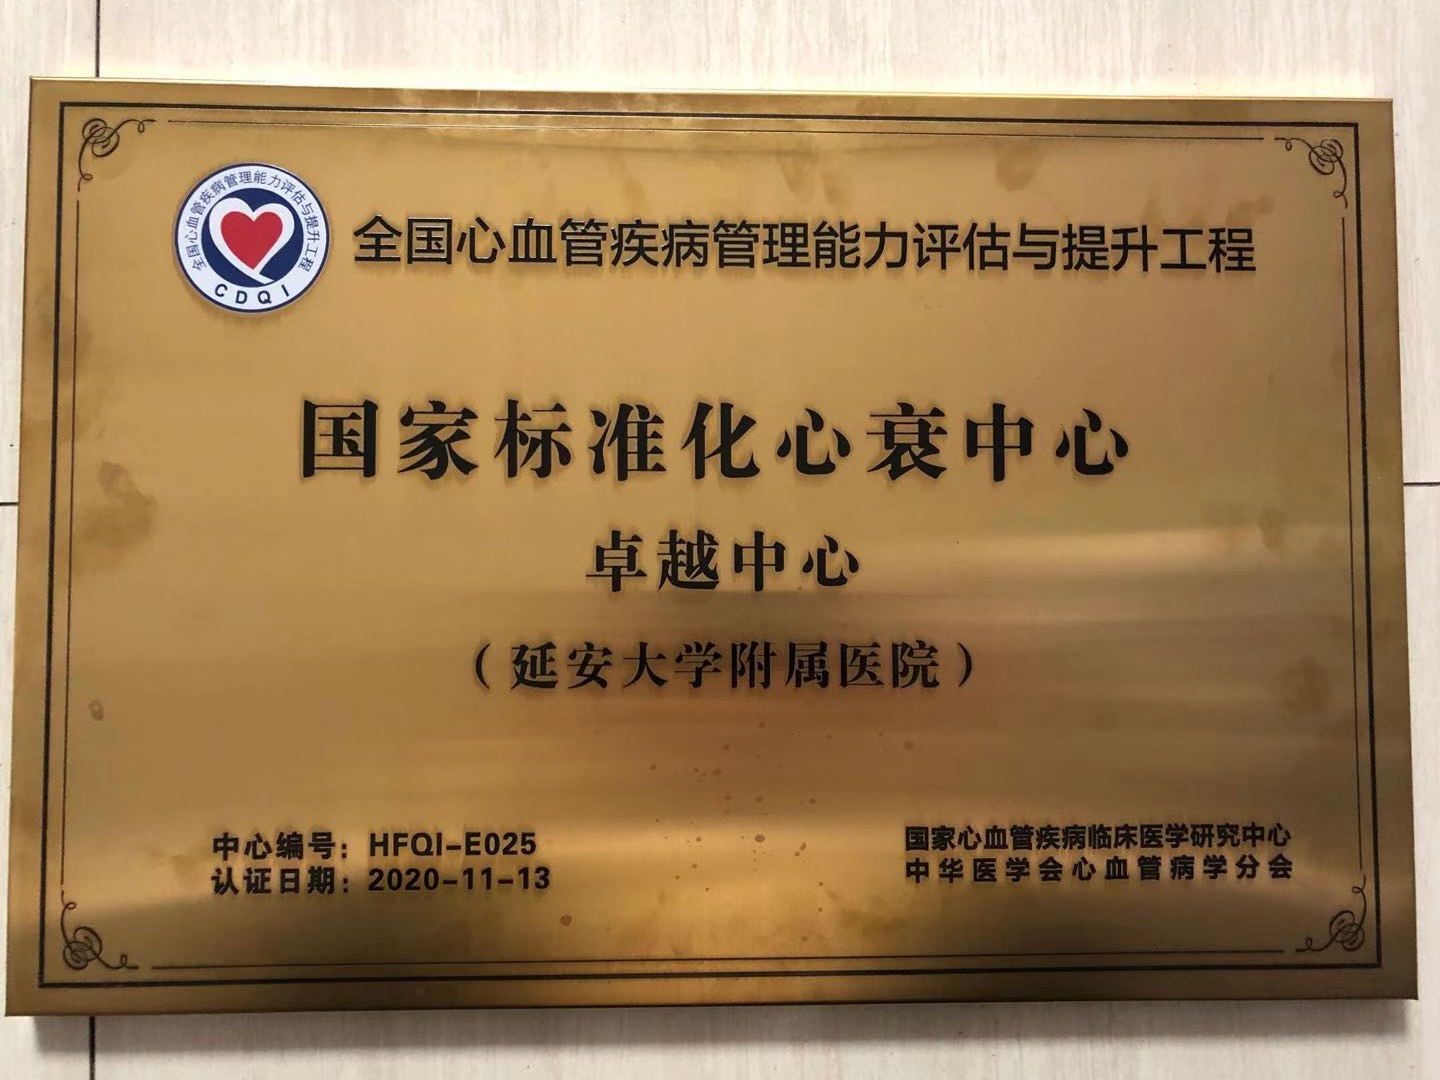 全国心血管疾病管理能力评估与提升工程
CDQI
全国心血管疾病管理能力评估与提升工程
国家标准化心衰中心
卓越中心
（延安大学附属医院）
中心编号：HFQI-E025
认证日期：2020-11-13
国家心血管疾病临床医学研究中心
中华医学会心血管病学分会